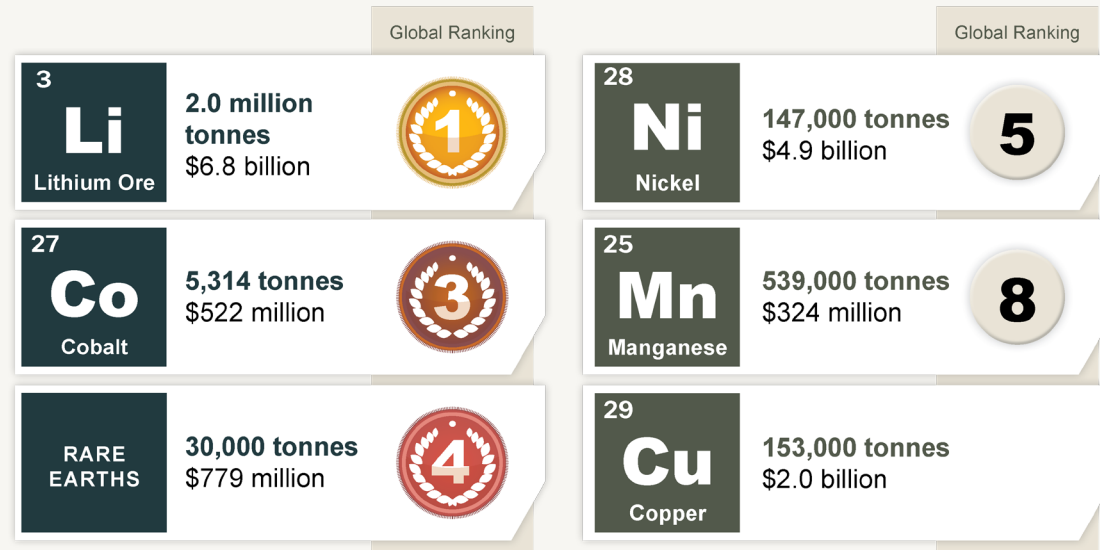 Global Ranking
3
Li
Lithium Ore
2.0 million
tonnes
$6.8 billion
1
27
Co
Cobalt
5,314 tonnes
$522 million
3
RARE
EARTHS
30,000 tonnes
$779 million
4
Global Ranking
28
Ni
Nickel
147,000 tonnes
$4.9 billion
5
25
Mn
Manganese
539,000 tonnes
$324 million
8
29
Cu
Copper
153,000 tonnes
$2.0 billion